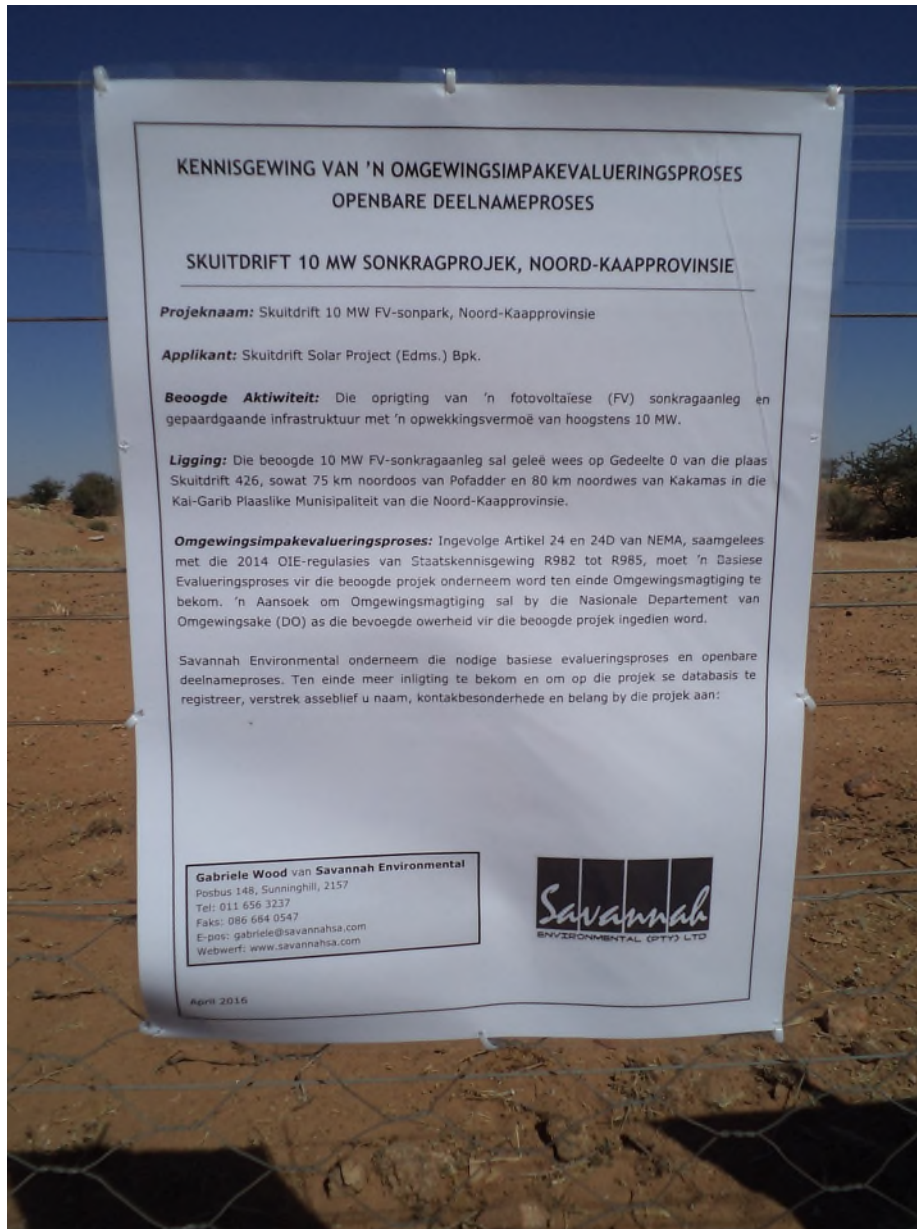 KENNISGEWING VAN 'N OMGEWINGSIMPAKEVALUERINGSPROSES
OPENBARE DEELNAMEPROSES
SKUITDRIFT 10 MW SONKRAGPROJEK, NOORD-KAAPPROVINSIE
Projeknaam: Skuitdrift 10 MW FV-sonpark, Noord-Kaapprovinsie
Applikant: Skuitdrift Solar Project (Edms.) Bpk.
Beoogde Aktiwiteit: Die oprigting van 'n fotovoltaïese (FV) sonkragaanleg en
gepaardgaande infrastruktuur met 'n opwekkingsvermoë van hoogstens 10 MW.
Ligging: Die beoogde 10 MW FV-sonkragaanleg sal geleë wees op Gedeelte 0 van die plaas
Skuitdrift 426, sowat 75 km noordoos van Pofadder en 80 km noordwes van Kakamas in die
Kai-Garib Plaaslike Munisipaliteit van die Noord-Kaapprovinsie.
Omgewingsimpakevalueringsproses: Ingevolge Artikel 24 en 24D van NEMA, saamgelees
met die 2014 OIE-regulasies van Staatskennisgewing R982 tot R985, moet 'n Basiese
Evalueringsproses vir die beoogde projek onderneem word ten einde Omgewingsmagtiging te
bekom. 'n Aansoek om Omgewingsmagtiging sal by die Nasionale Departement van
Omgewingsake (DO) as die bevoegde owerheid vir die beoogde projek ingedien word.
Savannah Environmental onderneem die nodige basiese evalueringsproses en openbare
deelnameproses. Ten einde meer inligting te bekom en om op die projek se databasis te
registreer, verstrek asseblief u naam, kontakbesonderhede en belang by die projek aan:
Gabriele Wood van Savannah Environmental
Posbus 148, Sunninghill, 2157
Tel: 011 656 3237
Faks: 086 684 0547
E-pos: gabriele@savannahsa.com
Webwerf: www.savannahsa.com
Savannah
ENVIRONMENTAL (PTY) LTD
April 2016